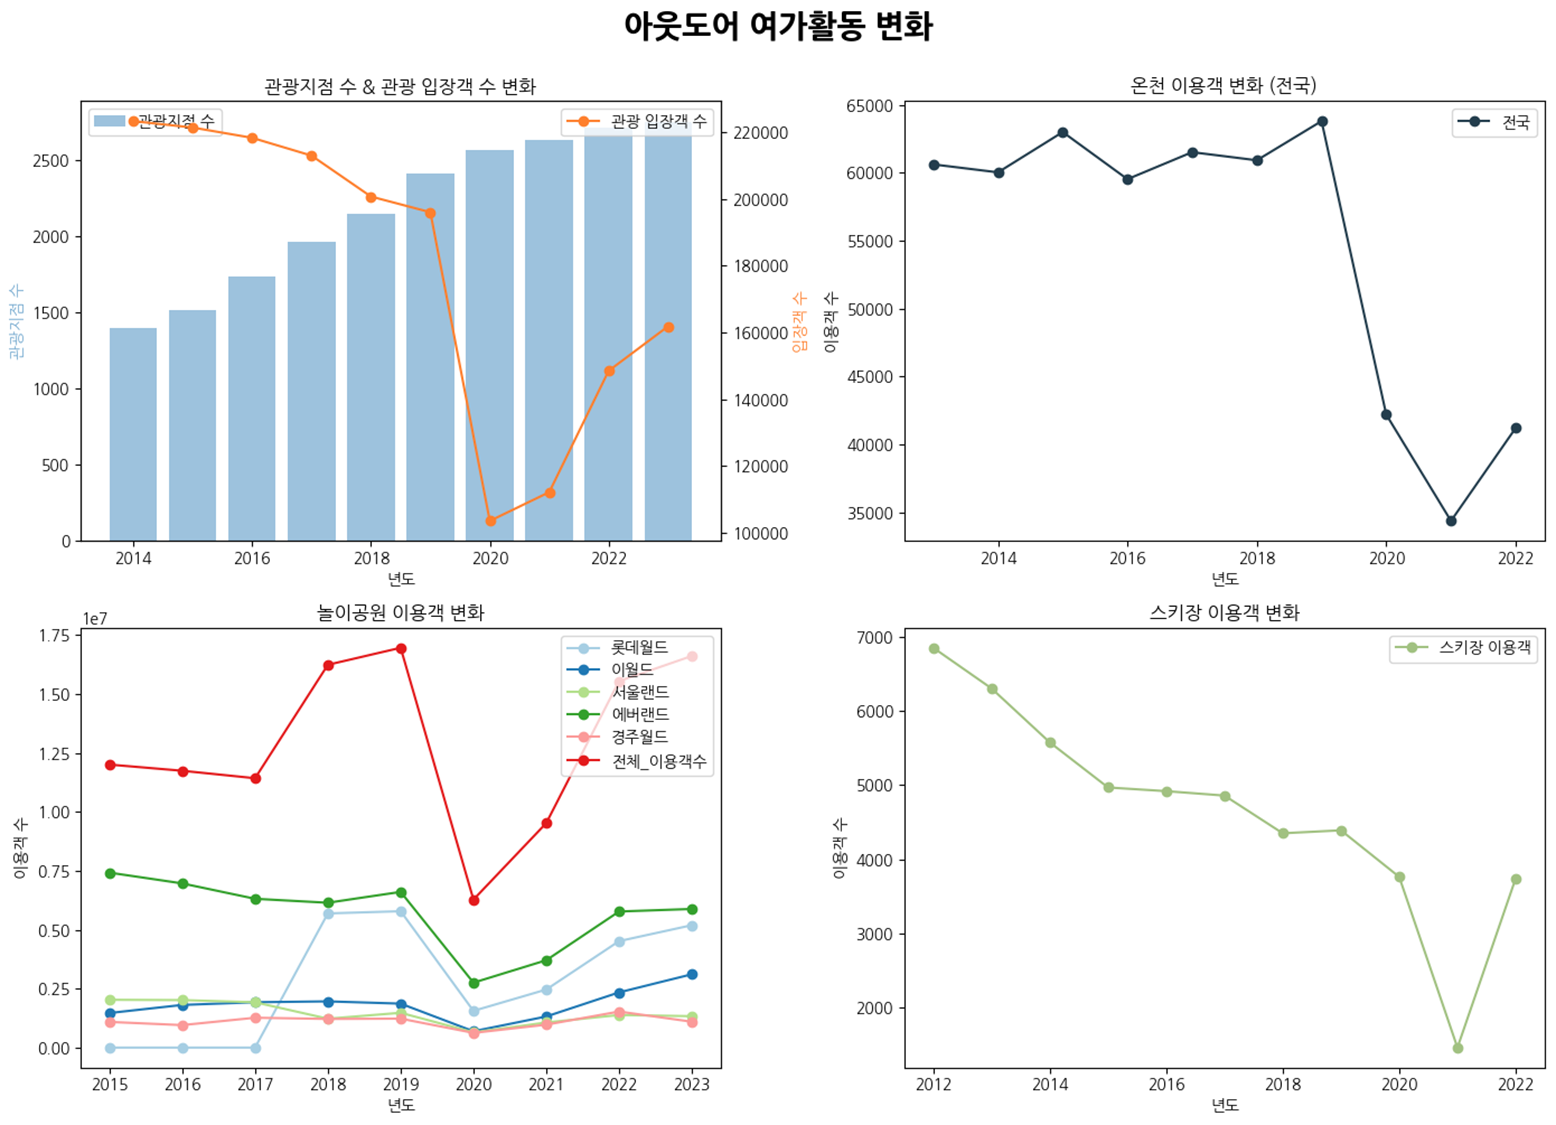 아웃도어 여가활동 변화
관광지점 수 & 관광 입장객 수 변화
관광지점 수
관광 입장객 수
2500
2000
1500
1000
500
0
관광지점 수
220000
200000
180000
160000
140000
120000
100000
입장객 수
2014 2016 2018 2020 2022
년도
온천 이용객 변화 (전국)
전국
65000
60000
55000
50000
45000
40000
35000
이용객 수
2014 2016 2018 2020 2022
년도
놀이공원 이용객 변화
1e7
롯데월드
이월드
서울랜드
에버랜드
경주월드
전체_이용객수
1.75
1.50
1.25
1.00
0.75
0.50
0.25
0.00
이용객 수
2015 2016 2017 2018 2019 2020 2021 2022 2023
년도
스키장 이용객 변화
스키장 이용객
7000
6000
5000
4000
3000
2000
이용객 수
2012 2014 2016 2018 2020 2022
년도